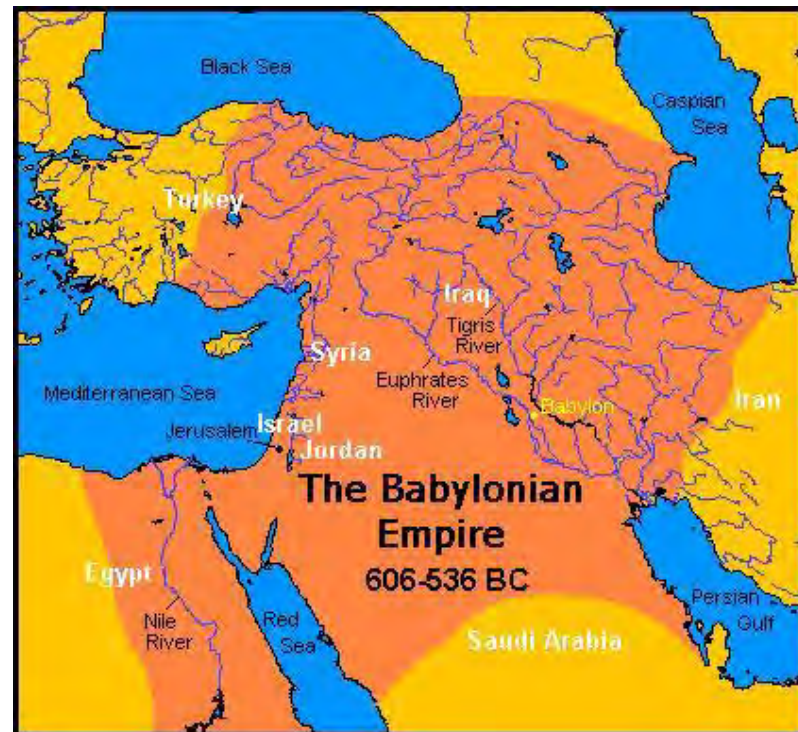 Black Sea
Caspian
Sea
Turkey
Iraq
Tigris
River
Syria
Euphrates
River
Mediterranean Sea
Babylon
Iran
Israel
Jerusalem
Jordan
The Babylonian
Empire
606-536 BC
Egypt
Nile
River
Red
Sea
Persian
Gulf
Saudi Arabia